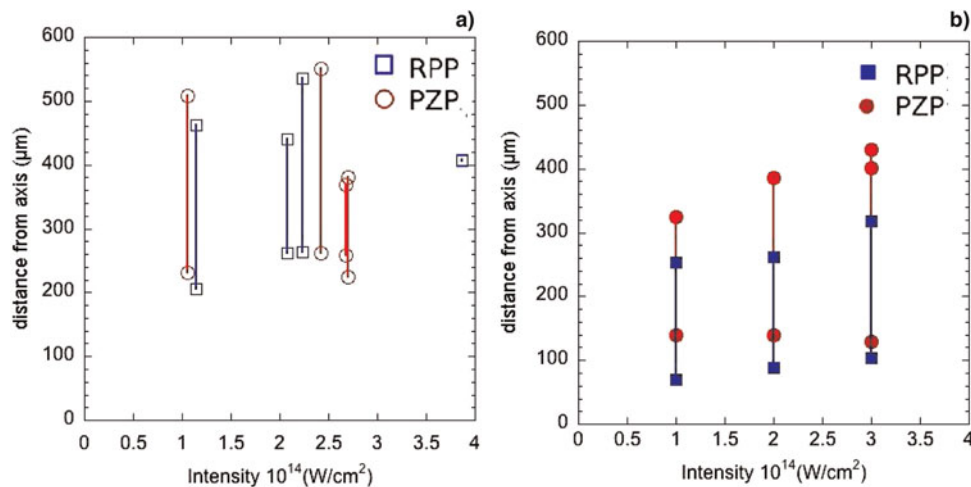 a)
600
500
400
300
200
100
0
distance from axis (μm)
RPP
PZP
0 0.5 1 1.5 2 2.5 3 3.5 4
Intensity 10¹⁴(W/cm²)
b)
600
500
400
300
200
100
0
distance from axis (μm)
RPP
PZP
0 0.5 1 1.5 2 2.5 3 3.5 4
Intensity 10¹⁴(W/cm²)